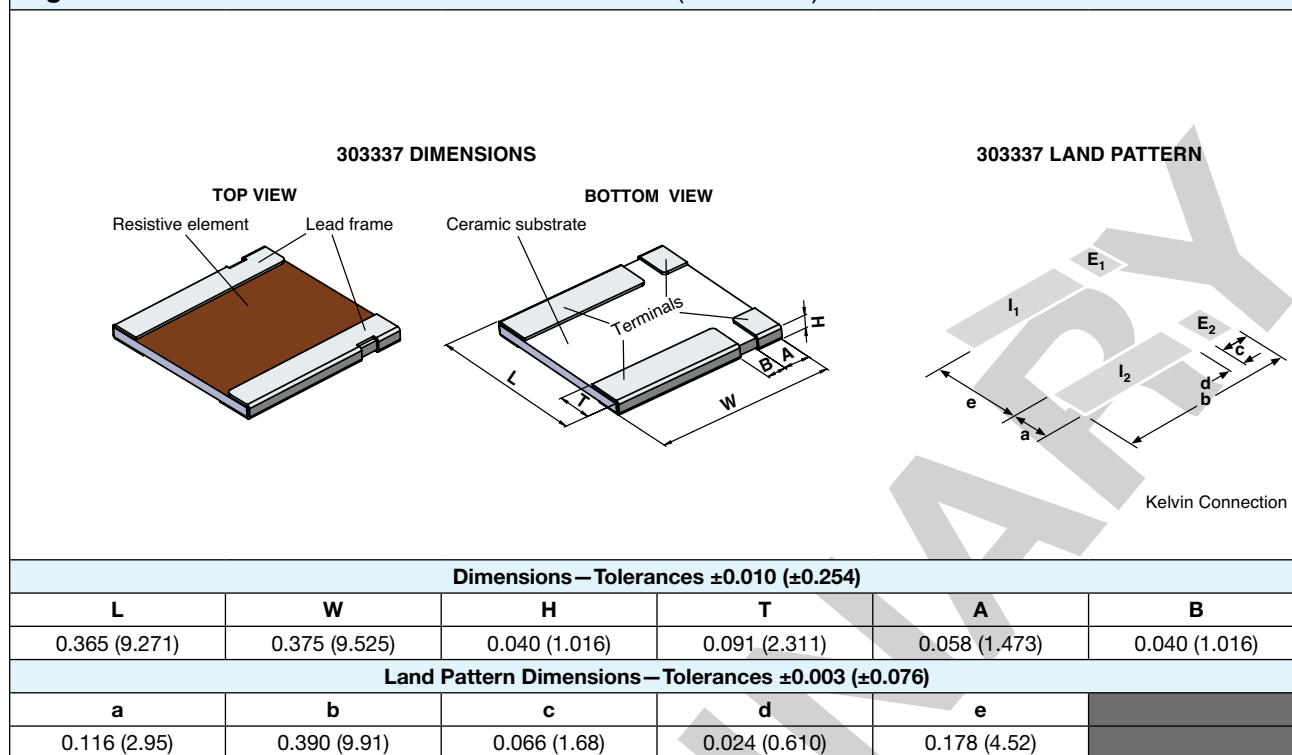 303337 DIMENSIONS
303337 LAND PATTERN
TOP VIEW
BOTTOM VIEW
Resistive element
Lead frame
Ceramic substrate
Terminals
H
B
A
L
T
W
E1
I1
E2
I2
c
d
b
e
a
Kelvin Connection
Dimensions—Tolerances ±0.010 (±0.254)
L W H T A B
0.365 (9.271) 0.375 (9.525) 0.040 (1.016) 0.091 (2.311) 0.058 (1.473) 0.040 (1.016)
Land Pattern Dimensions—Tolerances ±0.003 (±0.076)
a b c d e
0.116 (2.95) 0.390 (9.91) 0.066 (1.68) 0.024 (0.610) 0.178 (4.52)